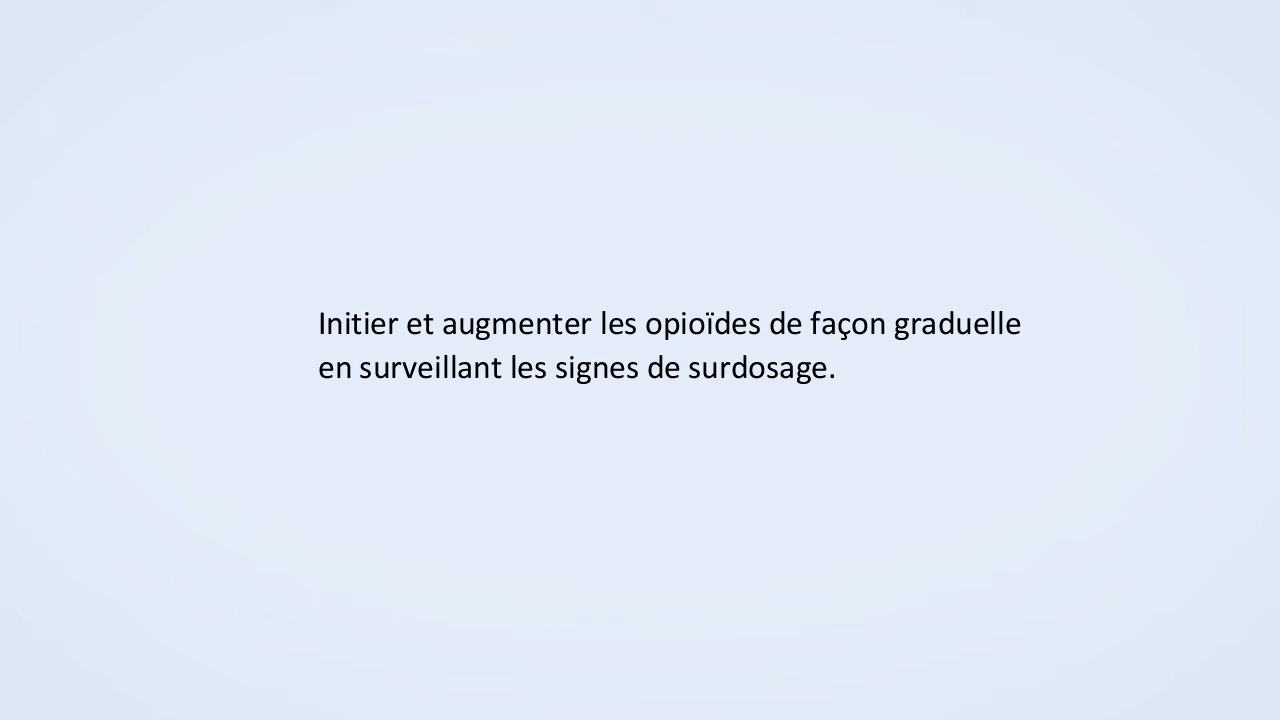 Initier et augmenter les opioïdes de façon graduelle
en surveillant les signes de surdosage.